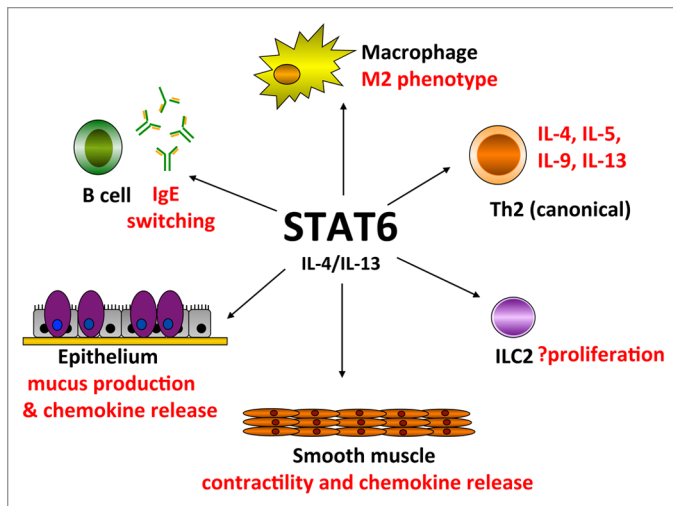 Macrophage
M2 phenotype
IL-4, IL-5,
IL-9, IL-13
Th2 (canonical)
B cell
IgE
switching
STAT6
IL-4/IL-13
ILC2 ?proliferation
Epithelium
mucus production
& chemokine release
Smooth muscle
contractility and chemokine release